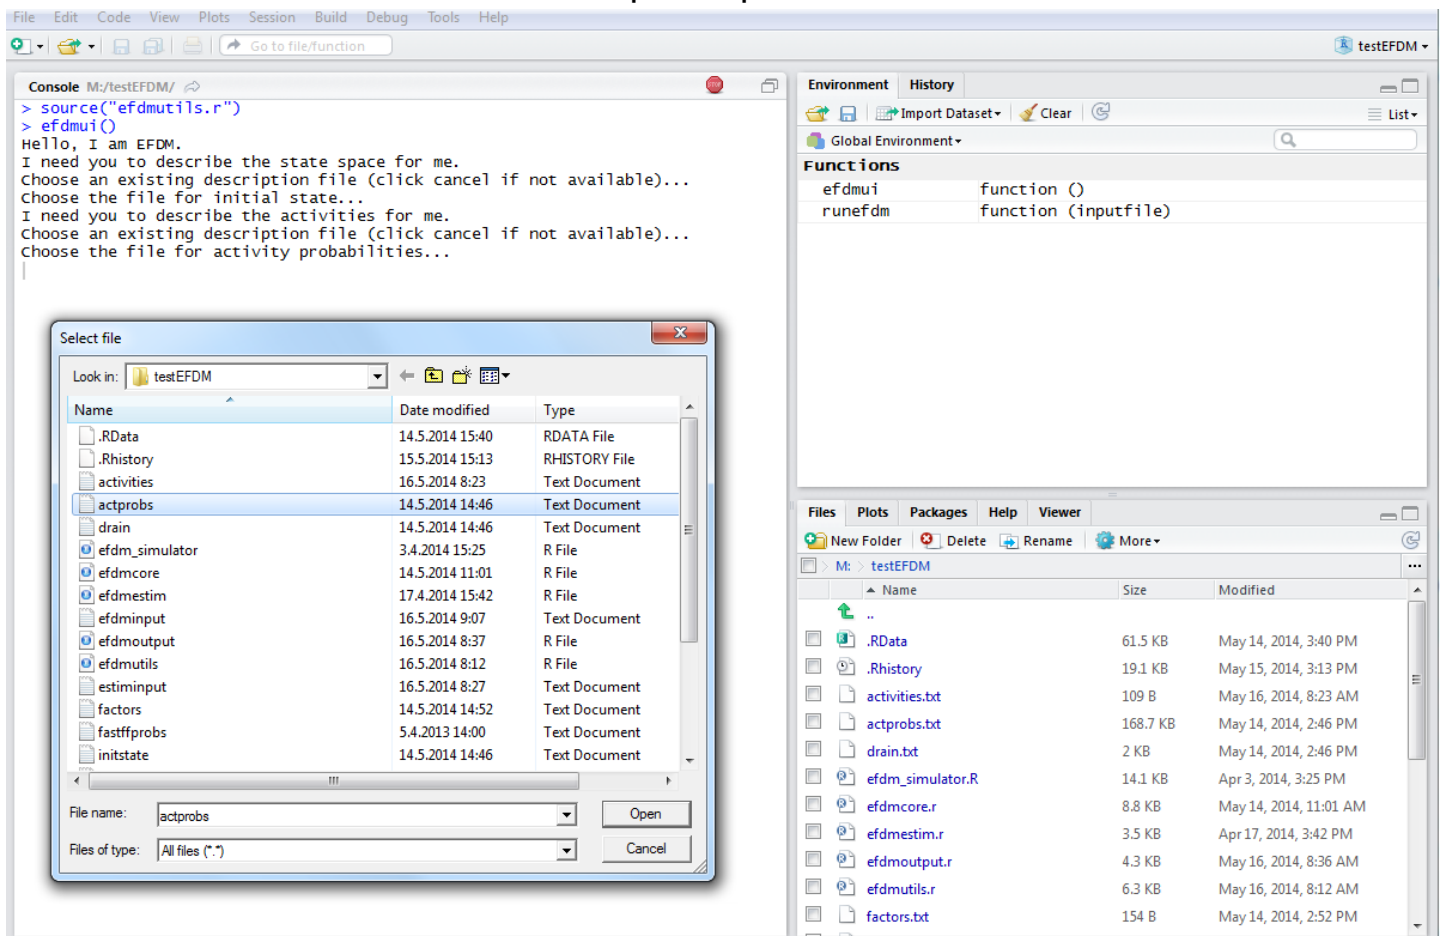 File Edit Code View Plots Session Build Debug Tools Help
Go to file/function
testEFDM
Console M:/testEFDM/
> source("efdmutils.r")
> efdmui()
Hello, I am EFDM.
I need you to describe the state space for me.
Choose an existing description file (click cancel if not available)...
Choose the file for initial state...
I need you to describe the activities for me.
Choose an existing description file (click cancel if not available)...
Choose the file for activity probabilities...
Select file
Look in: testEFDM
Name Date modified Type
.RData 14.5.2014 15:40 RDATA File
.Rhistory 15.5.2014 15:13 RHISTORY File
activities 16.5.2014 8:23 Text Document
actprobs 14.5.2014 14:46 Text Document
drain 14.5.2014 14:46 Text Document
efdm_simulator 3.4.2014 15:25 R File
efdmcore 14.5.2014 11:01 R File
efdmestim 17.4.2014 15:42 R File
efdminput 16.5.2014 9:07 Text Document
efdmoutput 16.5.2014 8:37 R File
efdmutils 16.5.2014 8:12 R File
estiminput 16.5.2014 8:27 Text Document
factors 14.5.2014 14:52 Text Document
fastffprobs 5.4.2013 14:00 Text Document
initstate 14.5.2014 14:46 Text Document
File name: actprobs Open
Files of type: All files (*.*) Cancel
Environment History
Import Dataset Clear List
Global Environment
Functions
efdmui function ()
runefdm function (inputfile)
Files Plots Packages Help Viewer
New Folder Delete Rename More
M: > testEFDM ...
Name Size Modified
..
.RData 61.5 KB May 14, 2014, 3:40 PM
.Rhistory 19.1 KB May 15, 2014, 3:13 PM
activities.txt 109 B May 16, 2014, 8:23 AM
actprobs.txt 168.7 KB May 14, 2014, 2:46 PM
drain.txt 2 KB May 14, 2014, 2:46 PM
efdm_simulator.R 14.1 KB Apr 3, 2014, 3:25 PM
efdmcore.r 8.8 KB May 14, 2014, 11:01 AM
efdmestim.r 3.5 KB Apr 17, 2014, 3:42 PM
efdmoutput.r 4.3 KB May 16, 2014, 8:36 AM
efdmutils.r 6.3 KB May 16, 2014, 8:12 AM
factors.txt 154 B May 14, 2014, 2:52 PM